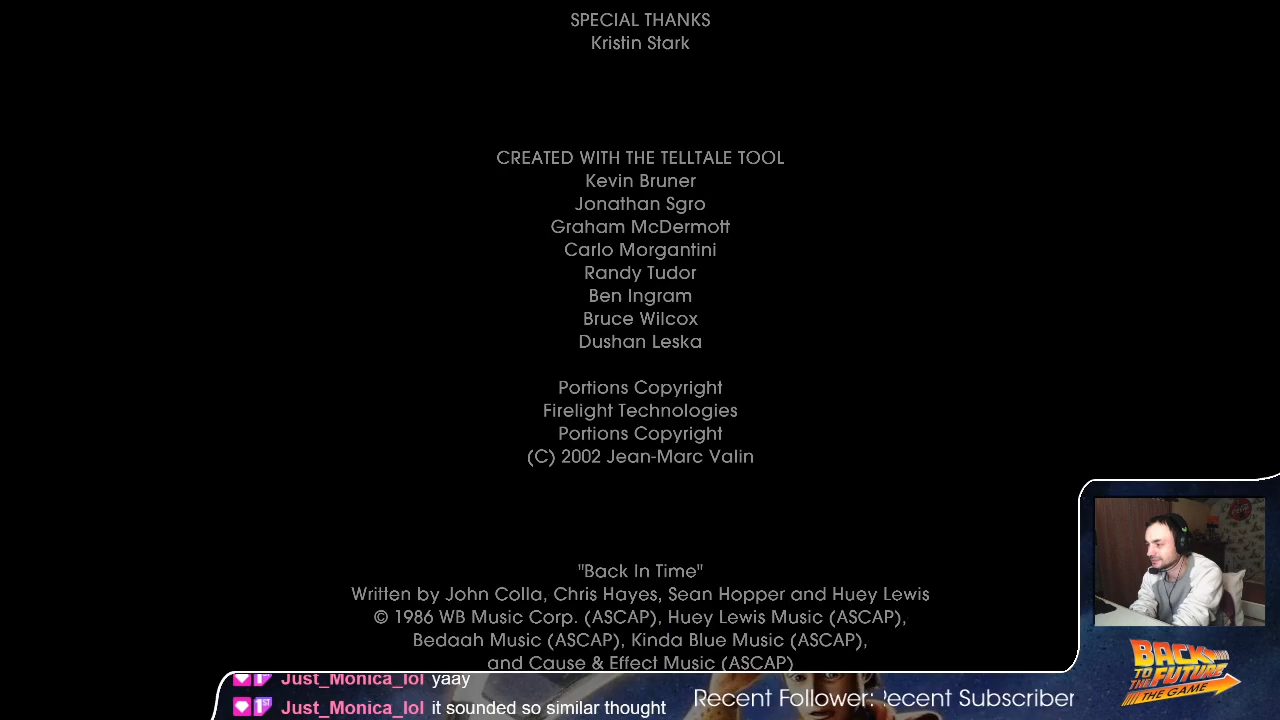 SPECIAL THANKS
Kristin Stark
CREATED WITH THE TELLTALE TOOL
Kevin Bruner
Jonathan Sgro
Graham McDermott
Carlo Morgantini
Randy Tudor
Ben Ingram
Bruce Wilcox
Dushan Leska
Portions Copyright
Firelight Technologies
Portions Copyright
(C) 2002 Jean-Marc Valin
"Back In Time"
Written by John Colla, Chris Hayes, Sean Hopper and Huey Lewis
© 1986 WB Music Corp. (ASCAP), Huey Lewis Music (ASCAP),
Bedaah Music (ASCAP), Kinda Blue Music (ASCAP),
and Cause & Effect Music (ASCAP)
Just_Monica_lol yaay
1ST Just_Monica_lol it sounded so similar thought
Recent Follower: Recent Subscriber
BACK
TO THE
FUTURE
THE GAME